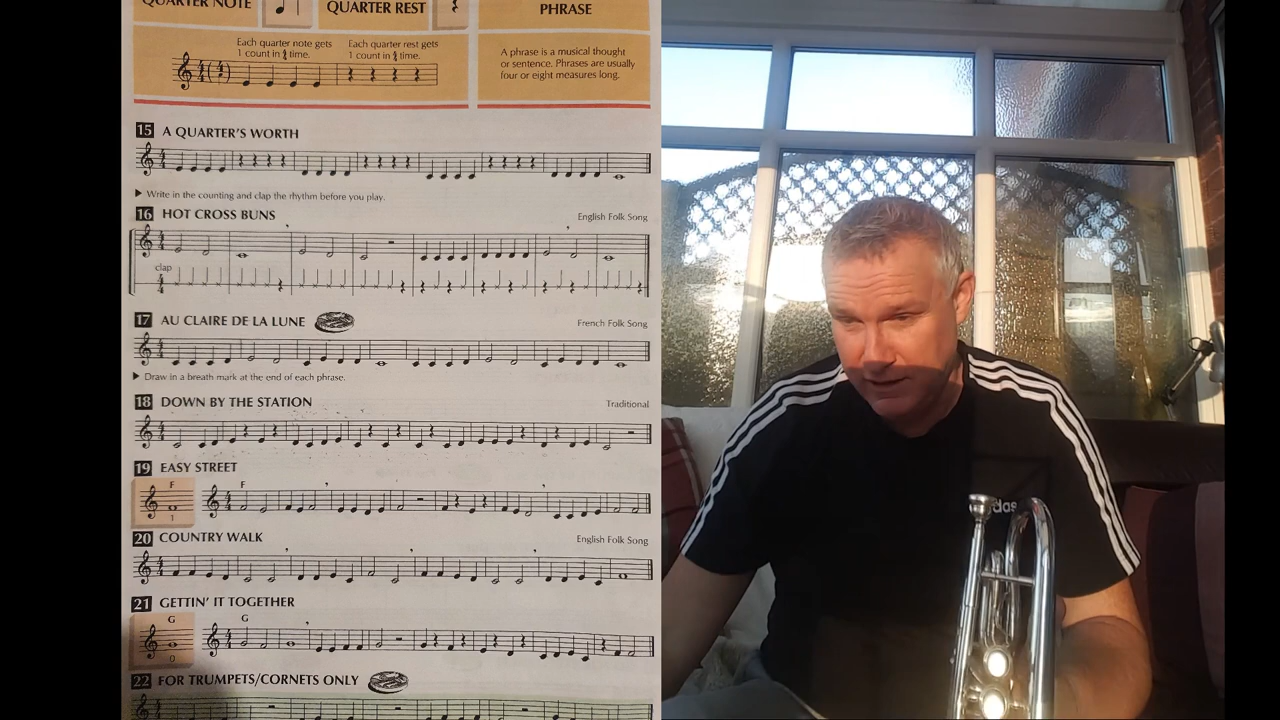 QUARTER NOTE
QUARTER REST
PHRASE
Each quarter note gets
1 count in 4/4 time.
Each quarter rest gets
1 count in 4/4 time.
A phrase is a musical thought
or sentence. Phrases are usually
four or eight measures long.
15 A QUARTER'S WORTH
Write in the counting and clap the rhythm before you play.
16 HOT CROSS BUNS
English Folk Song
clap
17 AU CLAIRE DE LA LUNE
French Folk Song
Draw in a breath mark at the end of each phrase.
18 DOWN BY THE STATION
Traditional
19 EASY STREET
F
F
1
20 COUNTRY WALK
English Folk Song
21 GETTIN' IT TOGETHER
G
G
0
22 FOR TRUMPETS/CORNETS ONLY